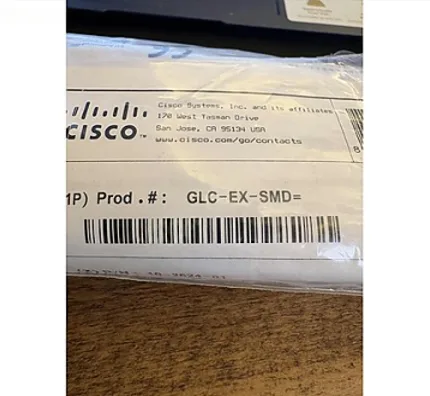 CISCO™
Cisco Systems, Inc. and its affiliates
170 West Tasman Drive
San Jose, CA 95134 USA
www.cisco.com/go/contacts
1P) Prod.#: GLC-EX-SMD=